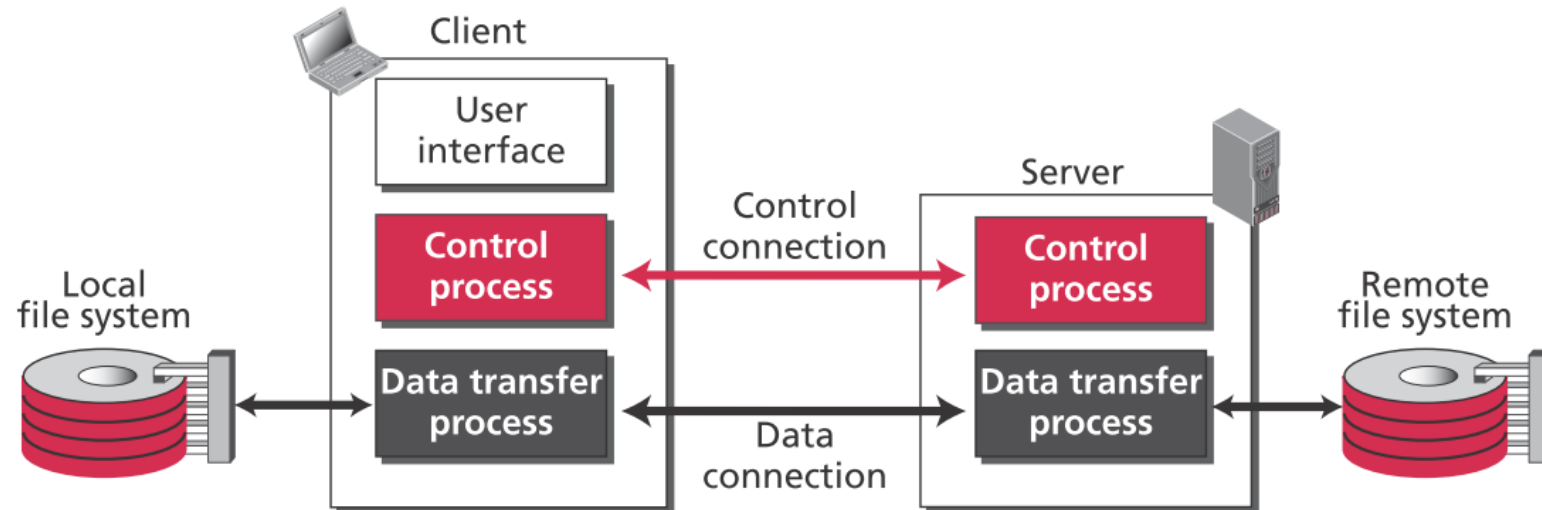 Client
User
interface
Server
Control
connection
Control
process
Control
process
Local
file system
Remote
file system
Data transfer
process
Data transfer
process
Data
connection